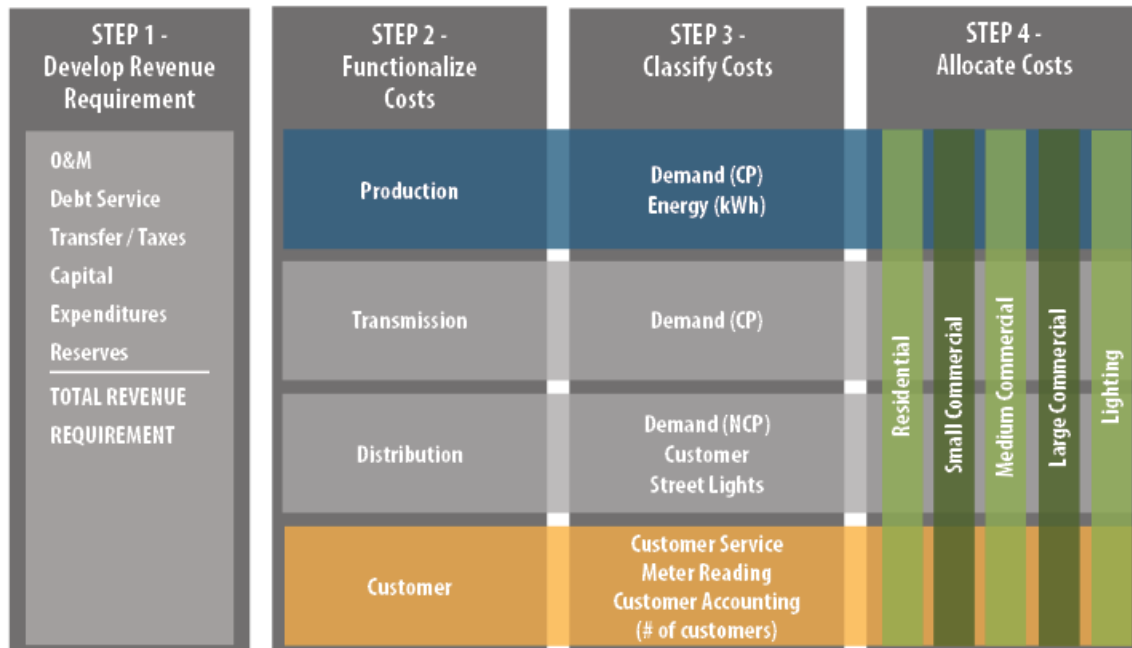 STEP 1 -
Develop Revenue
Requirement
O&M
Debt Service
Transfer / Taxes
Capital
Expenditures
Reserves
TOTAL REVENUE
REQUIREMENT
STEP 2 -
Functionalize
Costs
Production
Transmission
Distribution
Customer
STEP 3 -
Classify Costs
Demand (CP)
Energy (kWh)
Demand (CP)
Demand (NCP)
Customer
Street Lights
Customer Service
Meter Reading
Customer Accounting
(# of customers)
STEP 4 -
Allocate Costs
Residential
Small Commercial
Medium Commercial
Large Commercial
Lighting